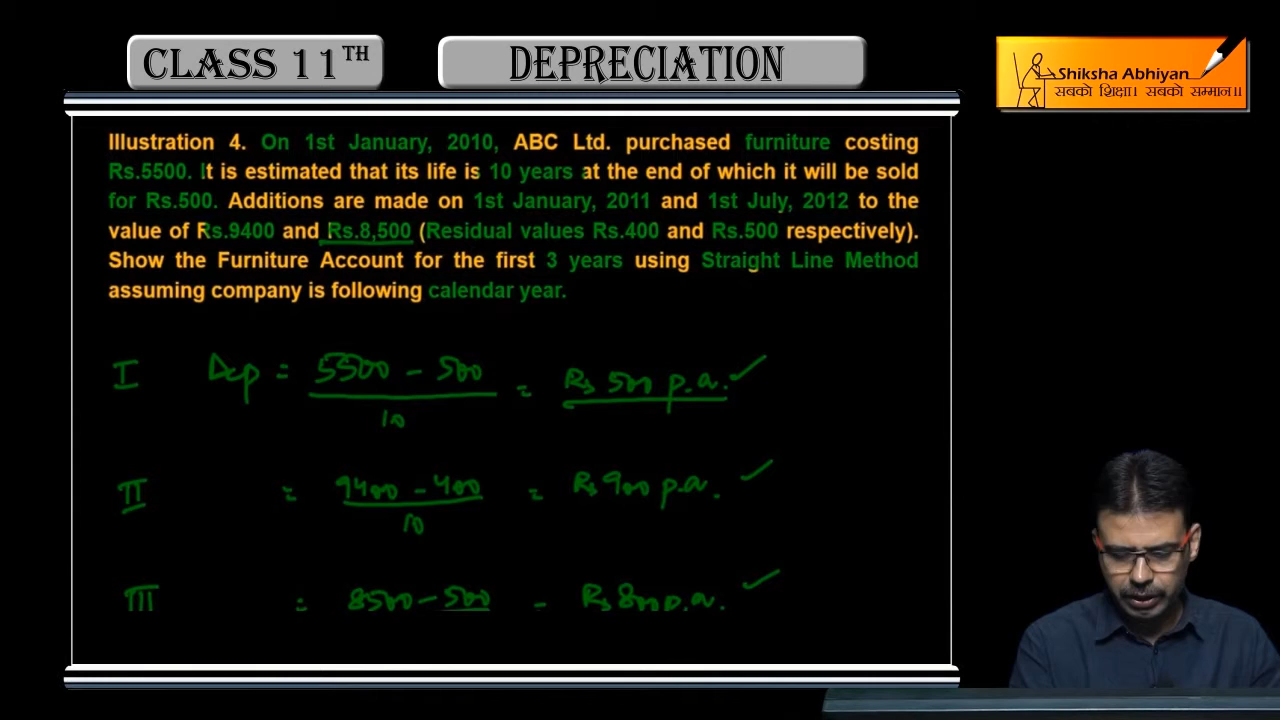 CLASS 11TH
DEPRECIATION
Shiksha Abhiyan
सबको शिक्षा। सबको सम्मान॥
Illustration 4. On 1st January, 2010, ABC Ltd. purchased furniture costing
Rs.5500. It is estimated that its life is 10 years at the end of which it will be sold
for Rs.500. Additions are made on 1st January, 2011 and 1st July, 2012 to the
value of Rs.9400 and Rs.8,500 (Residual values Rs.400 and Rs.500 respectively).
Show the Furniture Account for the first 3 years using Straight Line Method
assuming company is following calendar year.
I Dep = 5500 - 500 = Rs 500 p.a. ✓
10
II = 9400 - 400 = Rs 900 p.a. ✓
10
III = 8500 - 500 - Rs 800 p.a. ✓